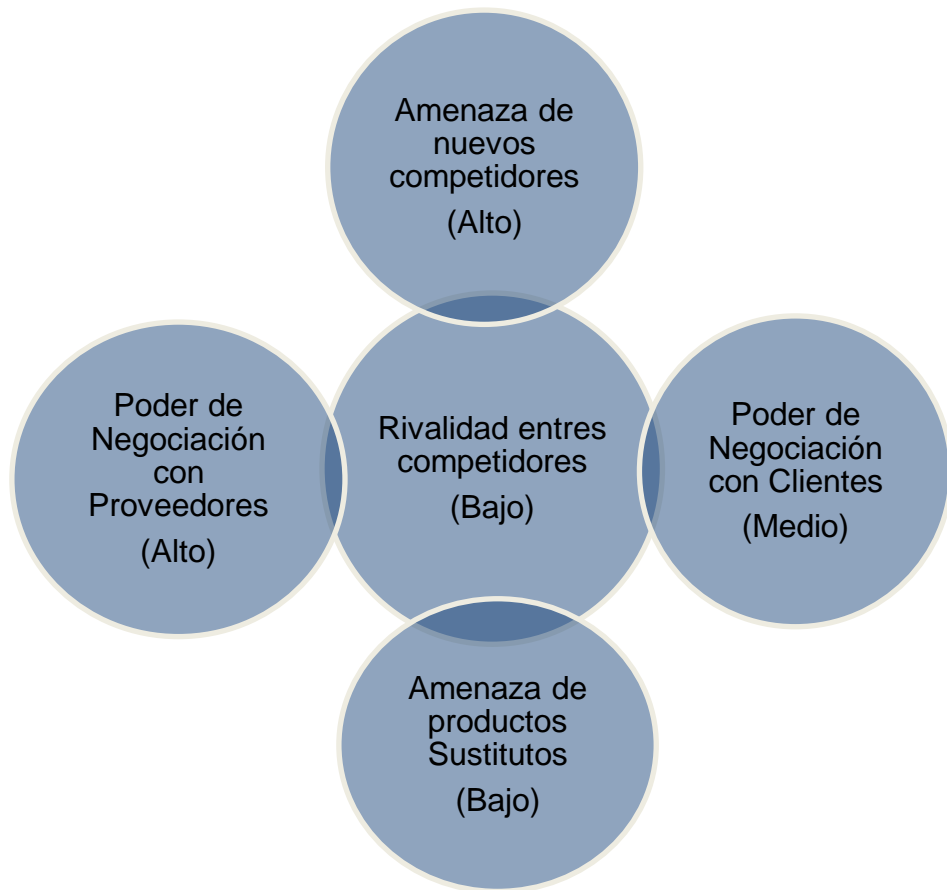 Amenaza de
nuevos
competidores
(Alto)
Poder de
Negociación
con
Proveedores
(Alto)
Rivalidad entres
competidores
(Bajo)
Poder de
Negociación
con Clientes
(Medio)
Amenaza de
productos
Sustitutos
(Bajo)